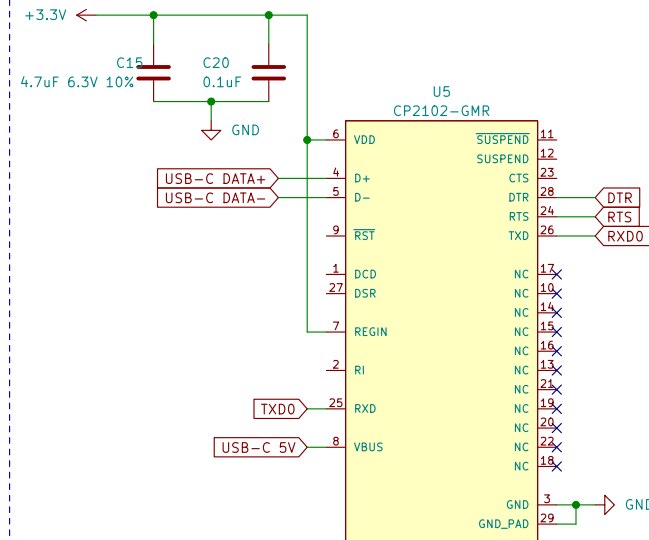 +3.3V
C15
4.7uF 6.3V 10%
C20
0.1uF
GND
U5
CP2102-GMR
6 VDD
4 D+
5 D-
9 RST
1 DCD
27 DSR
7 REGIN
2 RI
25 RXD
8 VBUS
USB-C DATA+
USB-C DATA-
TXD0
USB-C 5V
SUSPEND 11
SUSPEND 12
CTS 23
DTR 28
RTS 24
TXD 26
NC 17
NC 10
NC 14
NC 15
NC 16
NC 13
NC 21
NC 19
NC 20
NC 22
NC 18
GND 3
GND_PAD 29
DTR
RTS
RXD0
GND